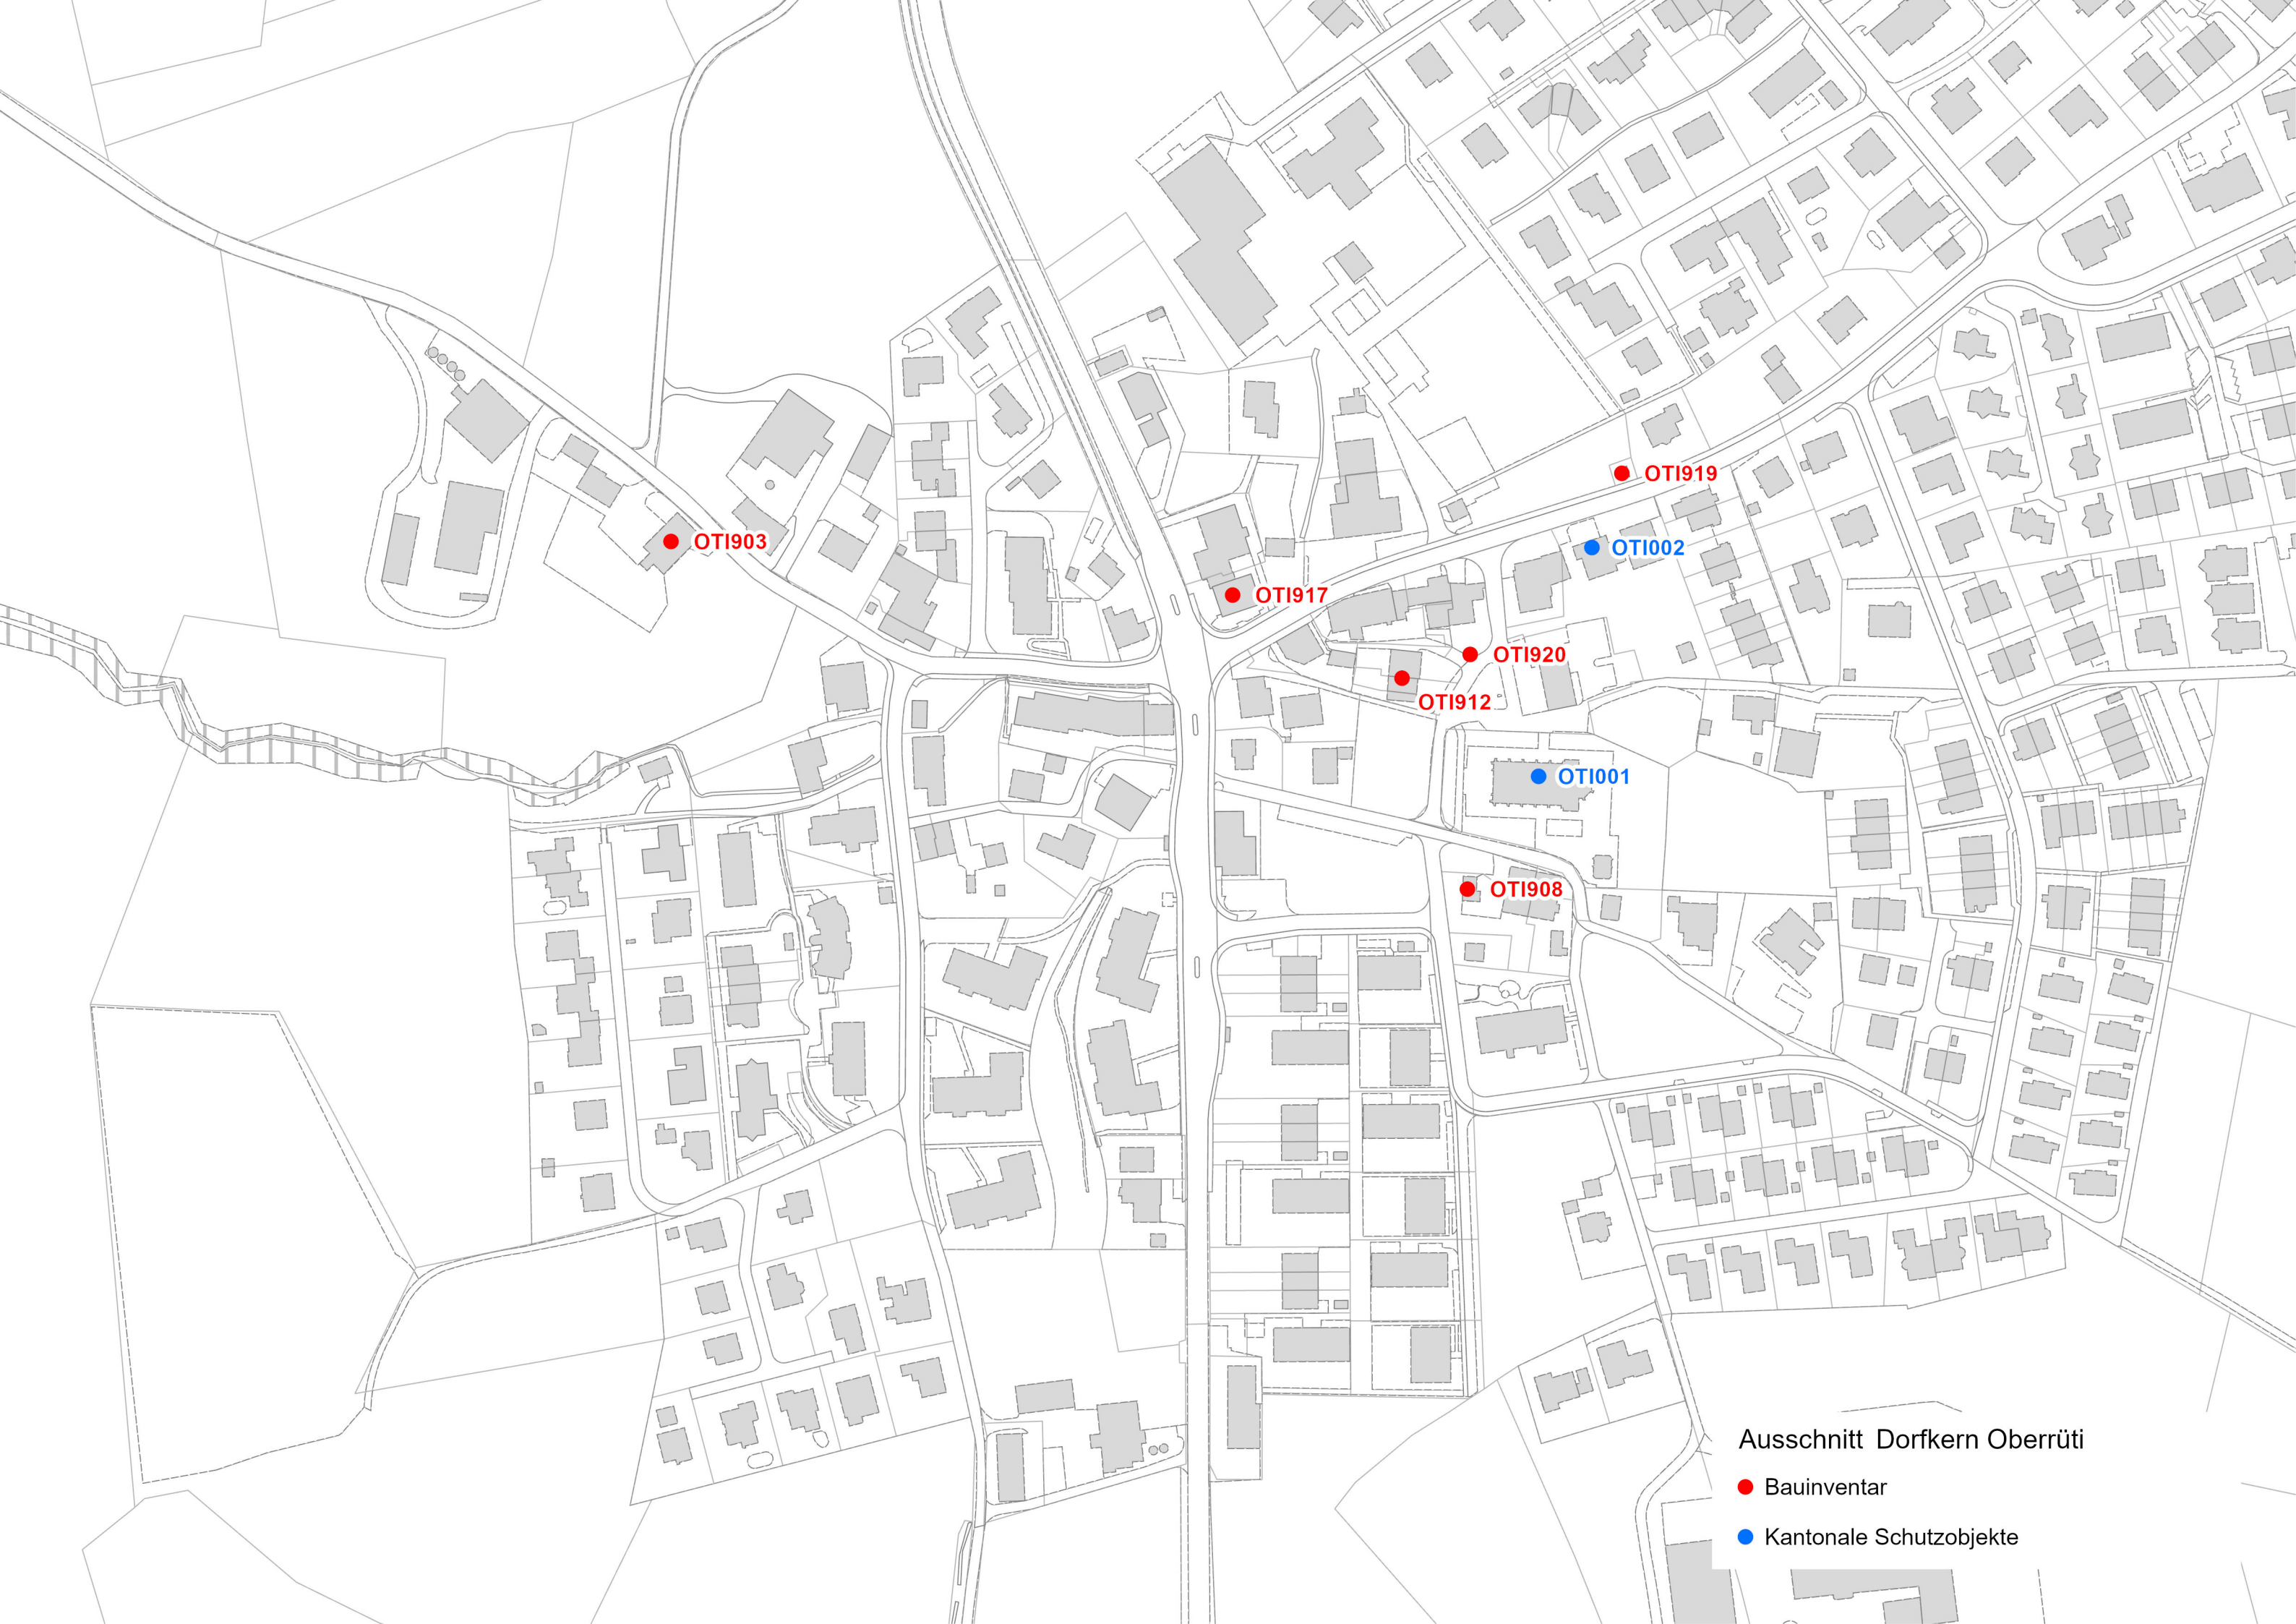 OTI919
OTI903
OTI002
OTI917
OTI920
OTI912
OTI001
OTI908
Ausschnitt Dorfkern Oberrüti
Bauinventar
Kantonale Schutzobjekte